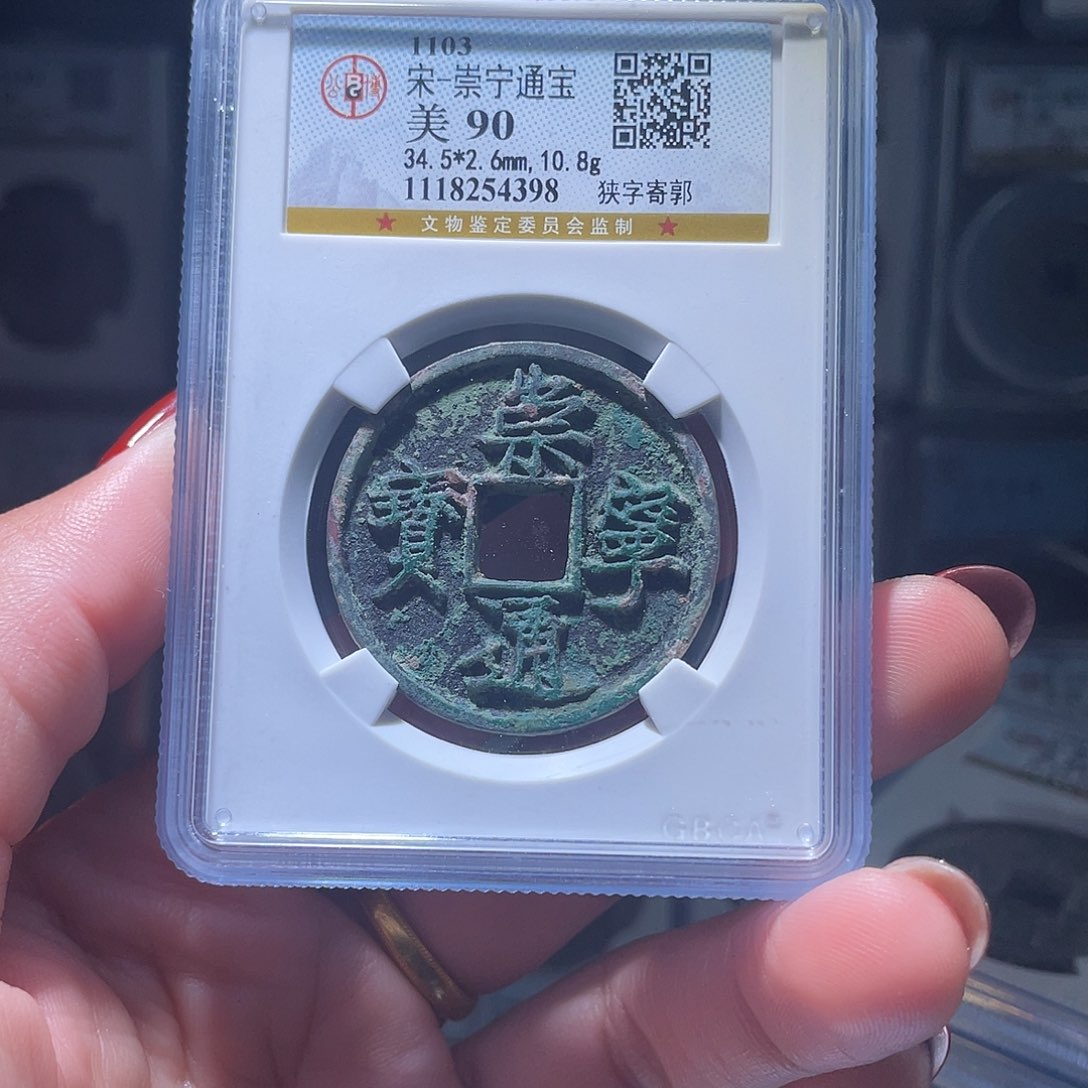 1103
宋-崇宁通宝
美 90
34.5*2.6mm,10.8g
1118254398 狭字寄郭
★ 文物鉴定委员会监制 ★
崇
寧
通
寶
GBCA